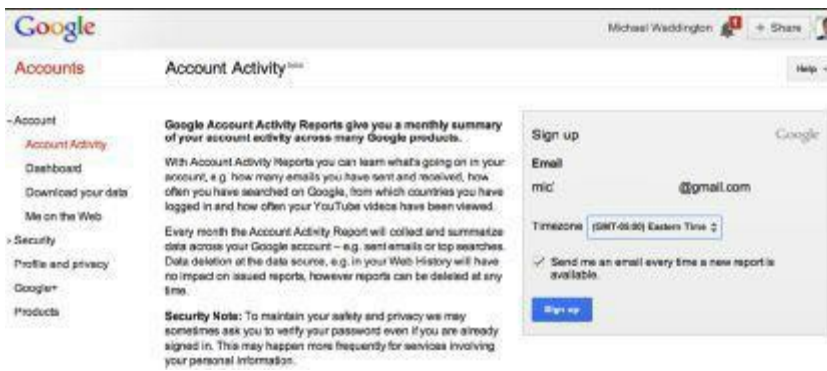 Google
Michael Waddington
1
+ Share
Accounts
Account Activity beta
Help
Account
Account Activity
Dashboard
Download your data
Me on the Web
Security
Profile and privacy
Google+
Products
Google Account Activity Reports give you a monthly summary
of your account activity across many Google products.
With Account Activity Reports you can learn what's going on in your
account, e.g. how many emails you have sent and received, how
often you have searched on Google, from which countries you have
logged in and how often your YouTube videos have been viewed.
Every month the Account Activity Report will collect and summarize
data across your Google account – e.g. sent emails or top searches.
Data deletion at the data source, e.g. in your Web History will have
no impact on issued reports, however reports can be deleted at any
time.
Security Note: To maintain your safety and privacy we may
sometimes ask you to verify your password even if you are already
signed in. This may happen more frequently for services involving
your personal information.
Sign up
Google
Email
mic @gmail.com
Timezone (GMT-05:00) Eastern Time
Send me an email every time a new report is
available.
Sign up